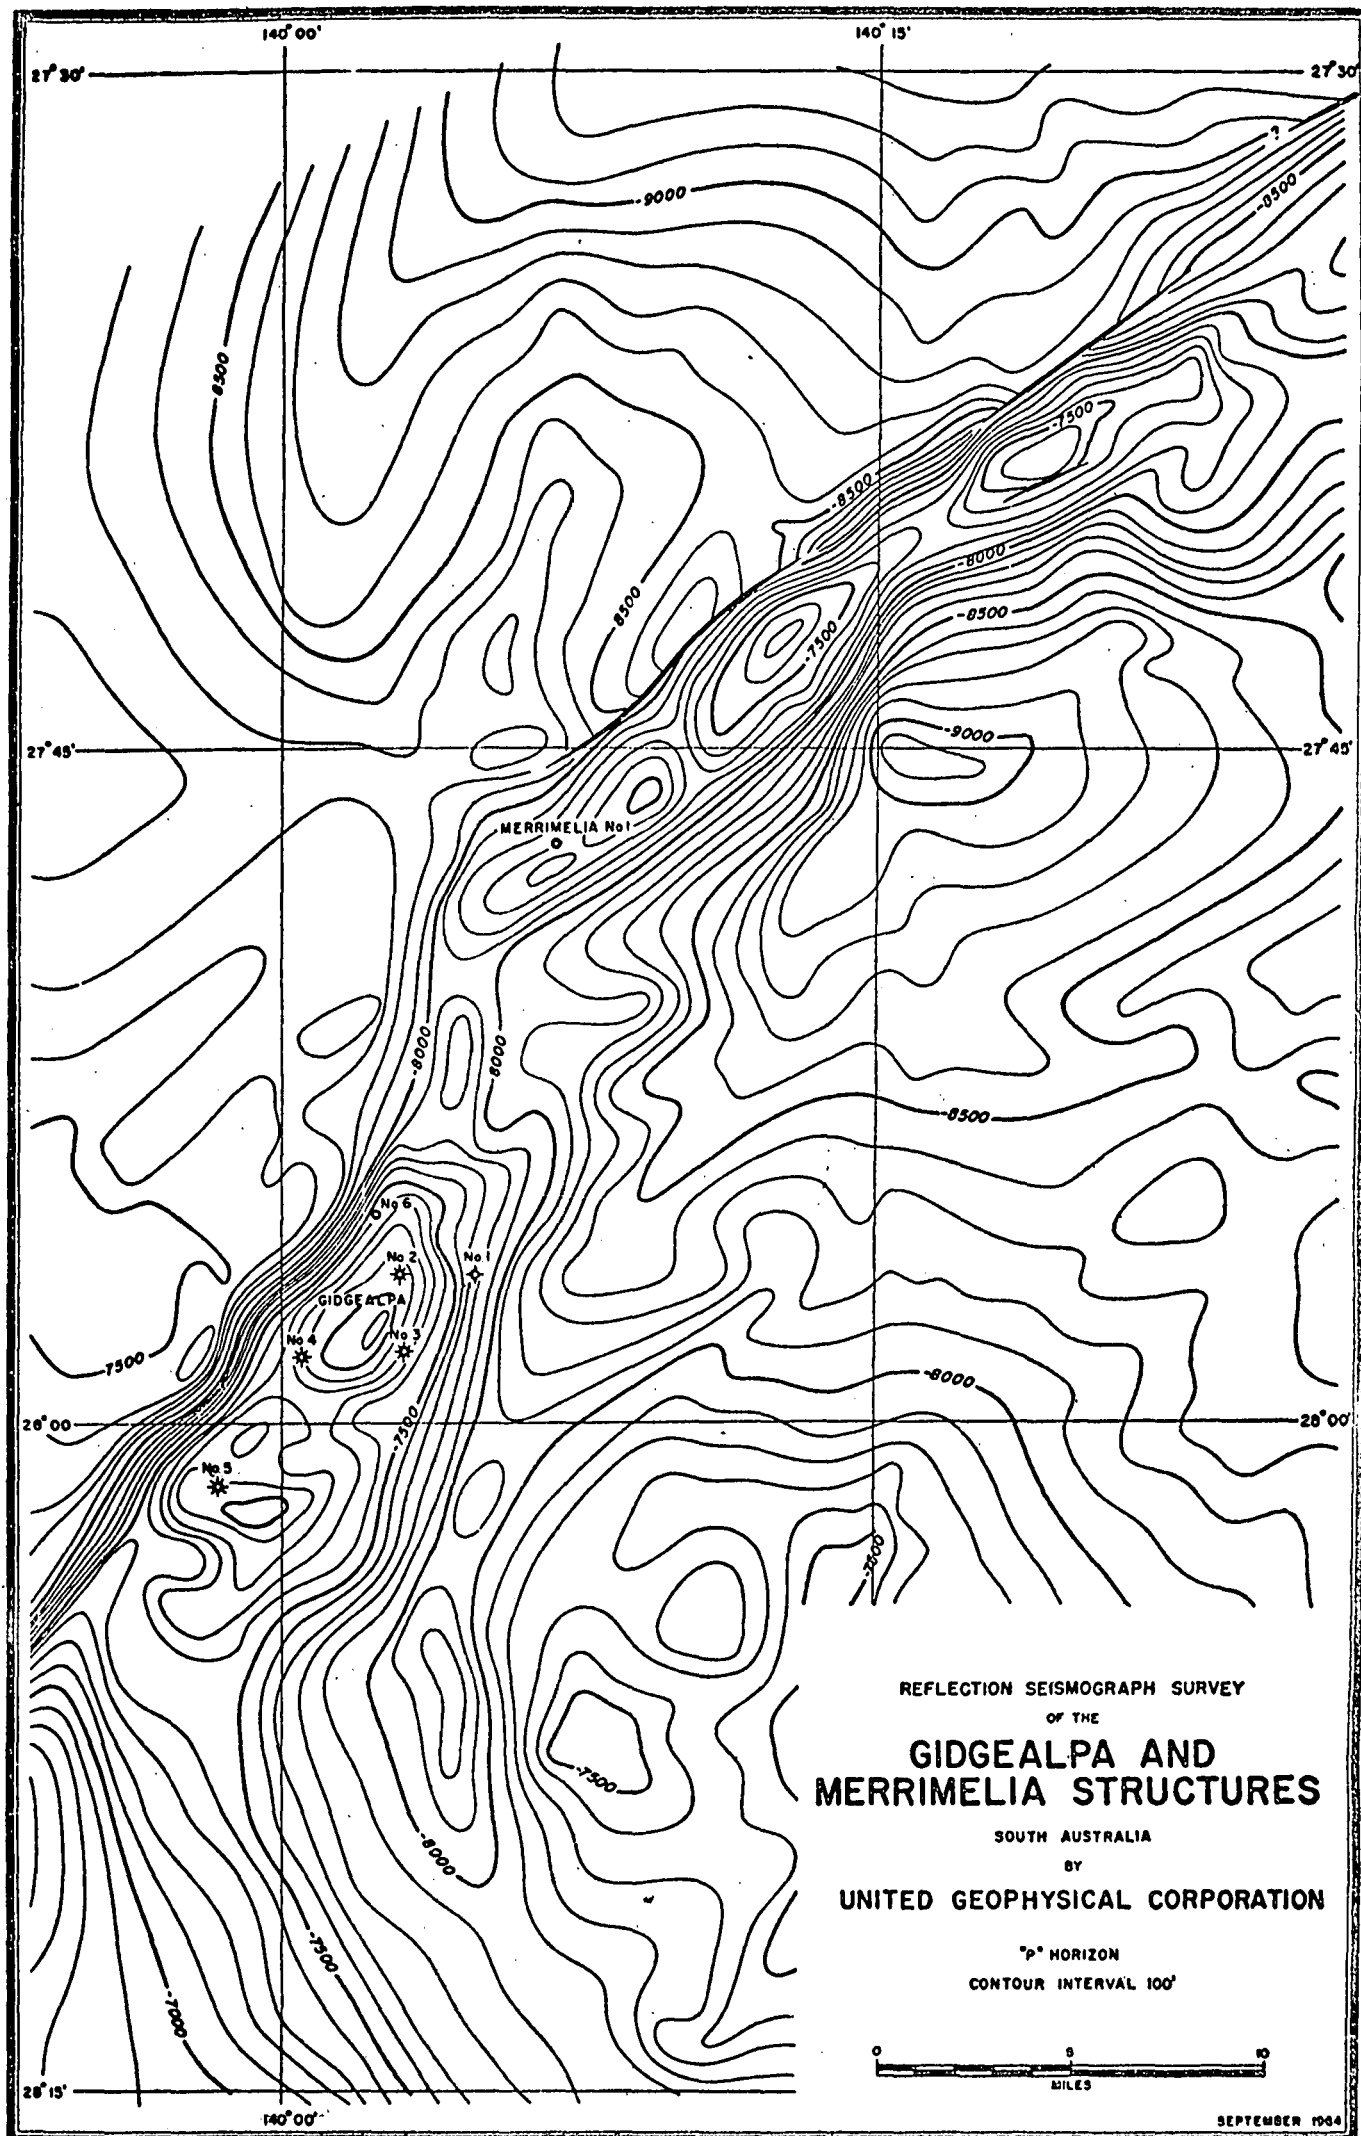 140° 00'
140° 15'
27° 30'
27° 30'
?
-9000
-8500
8500
-7500
-8500
-8000
8500
-8500
-7500
27° 45'
-9000
27° 45'
MERRIMELIA No 1
-8000
-8000
-8500
No 6
No 2
No 1
GIDGEALPA
No 4
No 3
-7500
-8000
-7500
28° 00'
28° 00'
No 5
-7500
-7500
-8000
-7500
-7000
REFLECTION SEISMOGRAPH SURVEY
OF THE
GIDGEALPA AND
MERRIMELIA STRUCTURES
SOUTH AUSTRALIA
BY
UNITED GEOPHYSICAL CORPORATION
"P" HORIZON
CONTOUR INTERVAL 100'
0 5 10
MILES
28° 15'
140° 00'
SEPTEMBER 1964